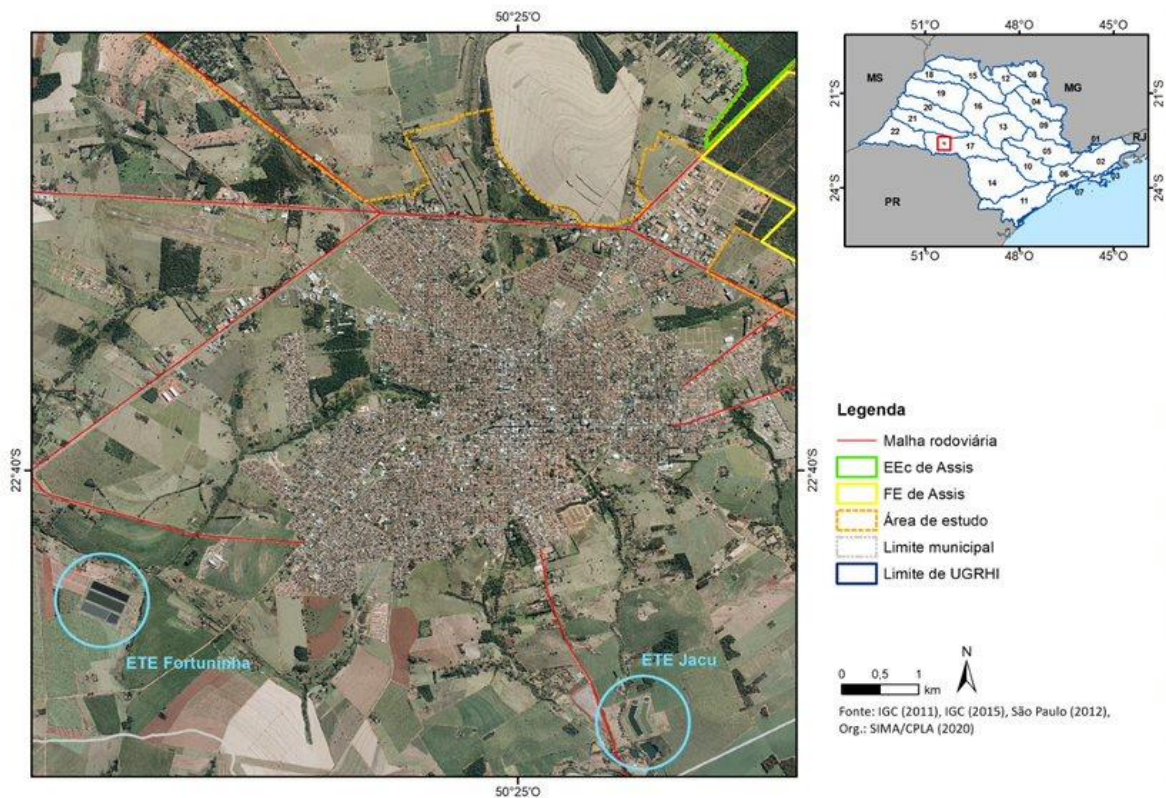 50°25'O
22°40'S
22°40'S
ETE Fortuninha
ETE Jacu
50°25'O
51°O
48°O
45°O
21°S
24°S
21°S
24°S
MS
MG
RJ
PR
18
15
12
08
19
16
04
20
21
13
09
22
17
05
01
02
10
06
03
07
14
11
Legenda
Malha rodoviária
EEc de Assis
FE de Assis
Área de estudo
Limite municipal
Limite de UGRHI
N
0 0,5 1
km
Fonte: IGC (2011), IGC (2015), São Paulo (2012),
Org.: SIMA/CPLA (2020)